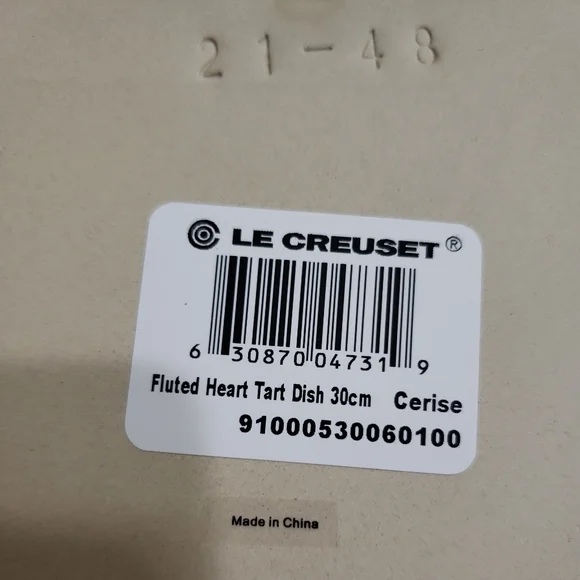 21-48
LE CREUSET®
6 30870 04731 9
Fluted Heart Tart Dish 30cm Cerise
91000530060100
Made in China